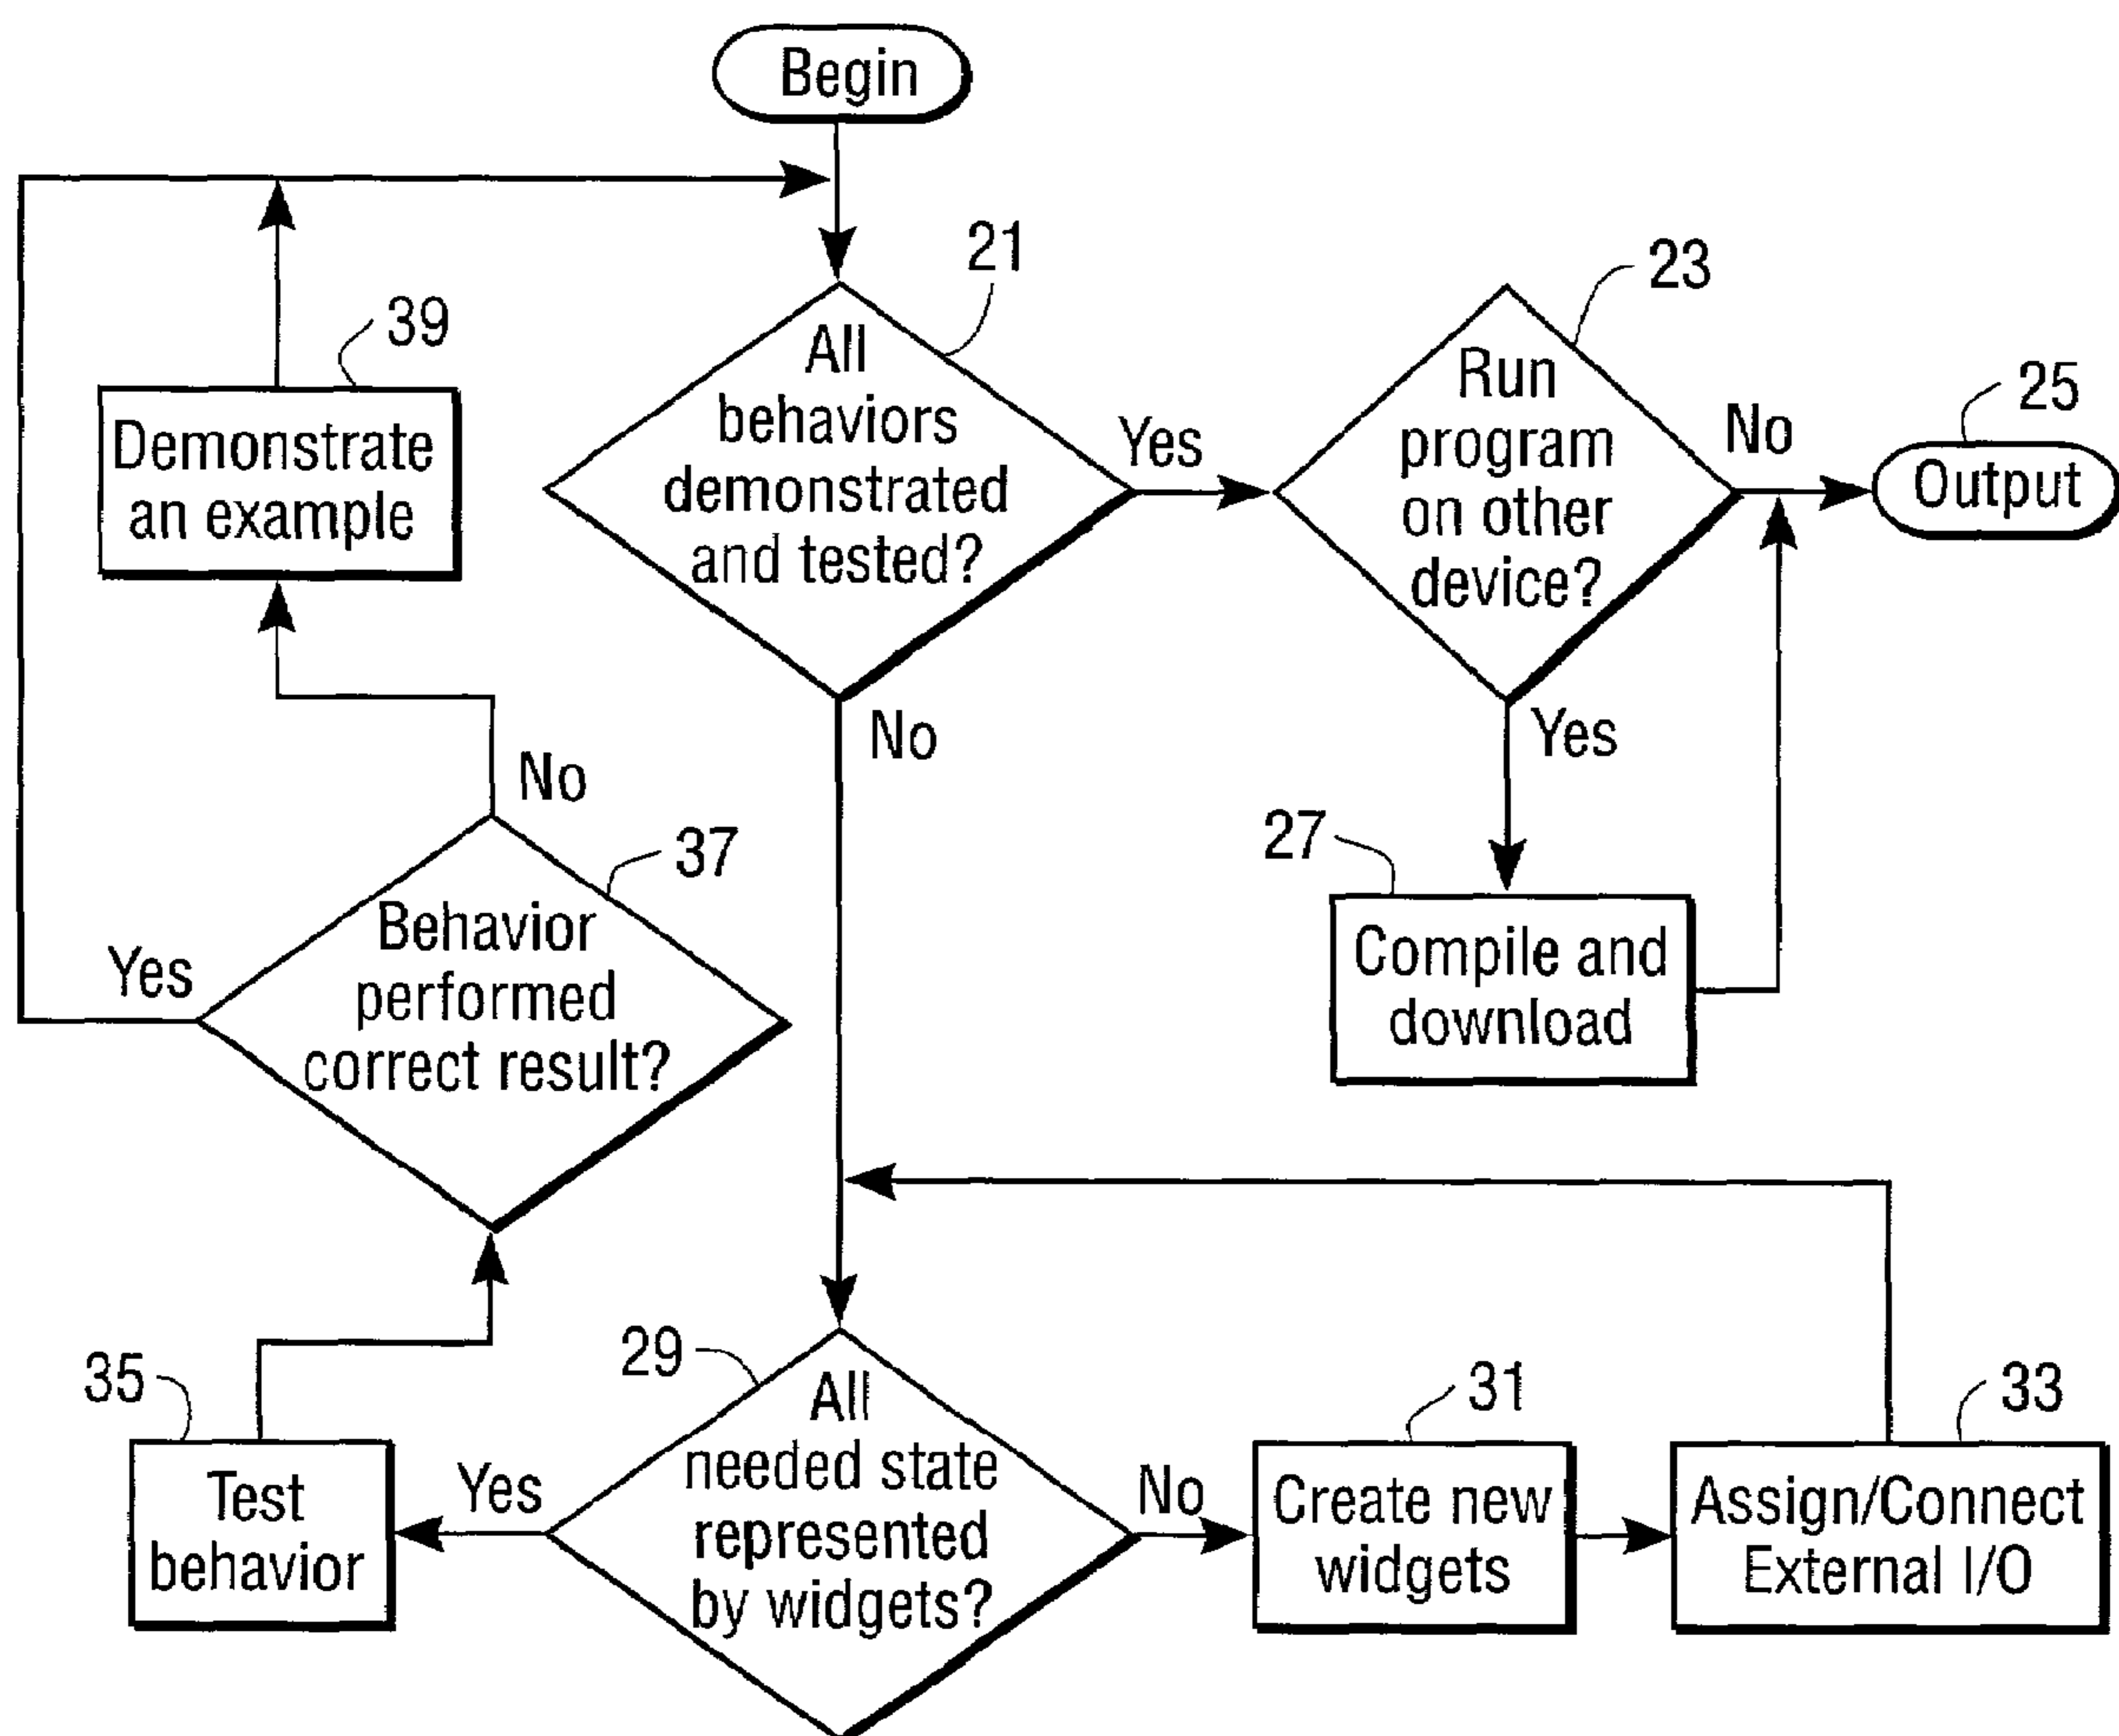 Begin
21
All
behaviors
demonstrated
and tested?
Yes
No
23
Run
program
on other
device?
No
Yes
25
Output
27
Compile and
download
39
Demonstrate
an example
No
37
Behavior
performed
correct result?
Yes
29
All
needed state
represented
by widgets?
Yes
No
35
Test
behavior
31
Create new
widgets
33
Assign/Connect
External I/O